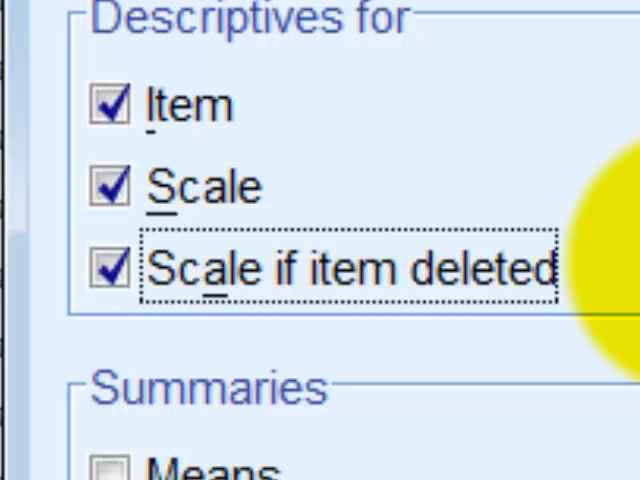 Descriptives for
Item
Scale
Scale if item deleted
Summaries
Means